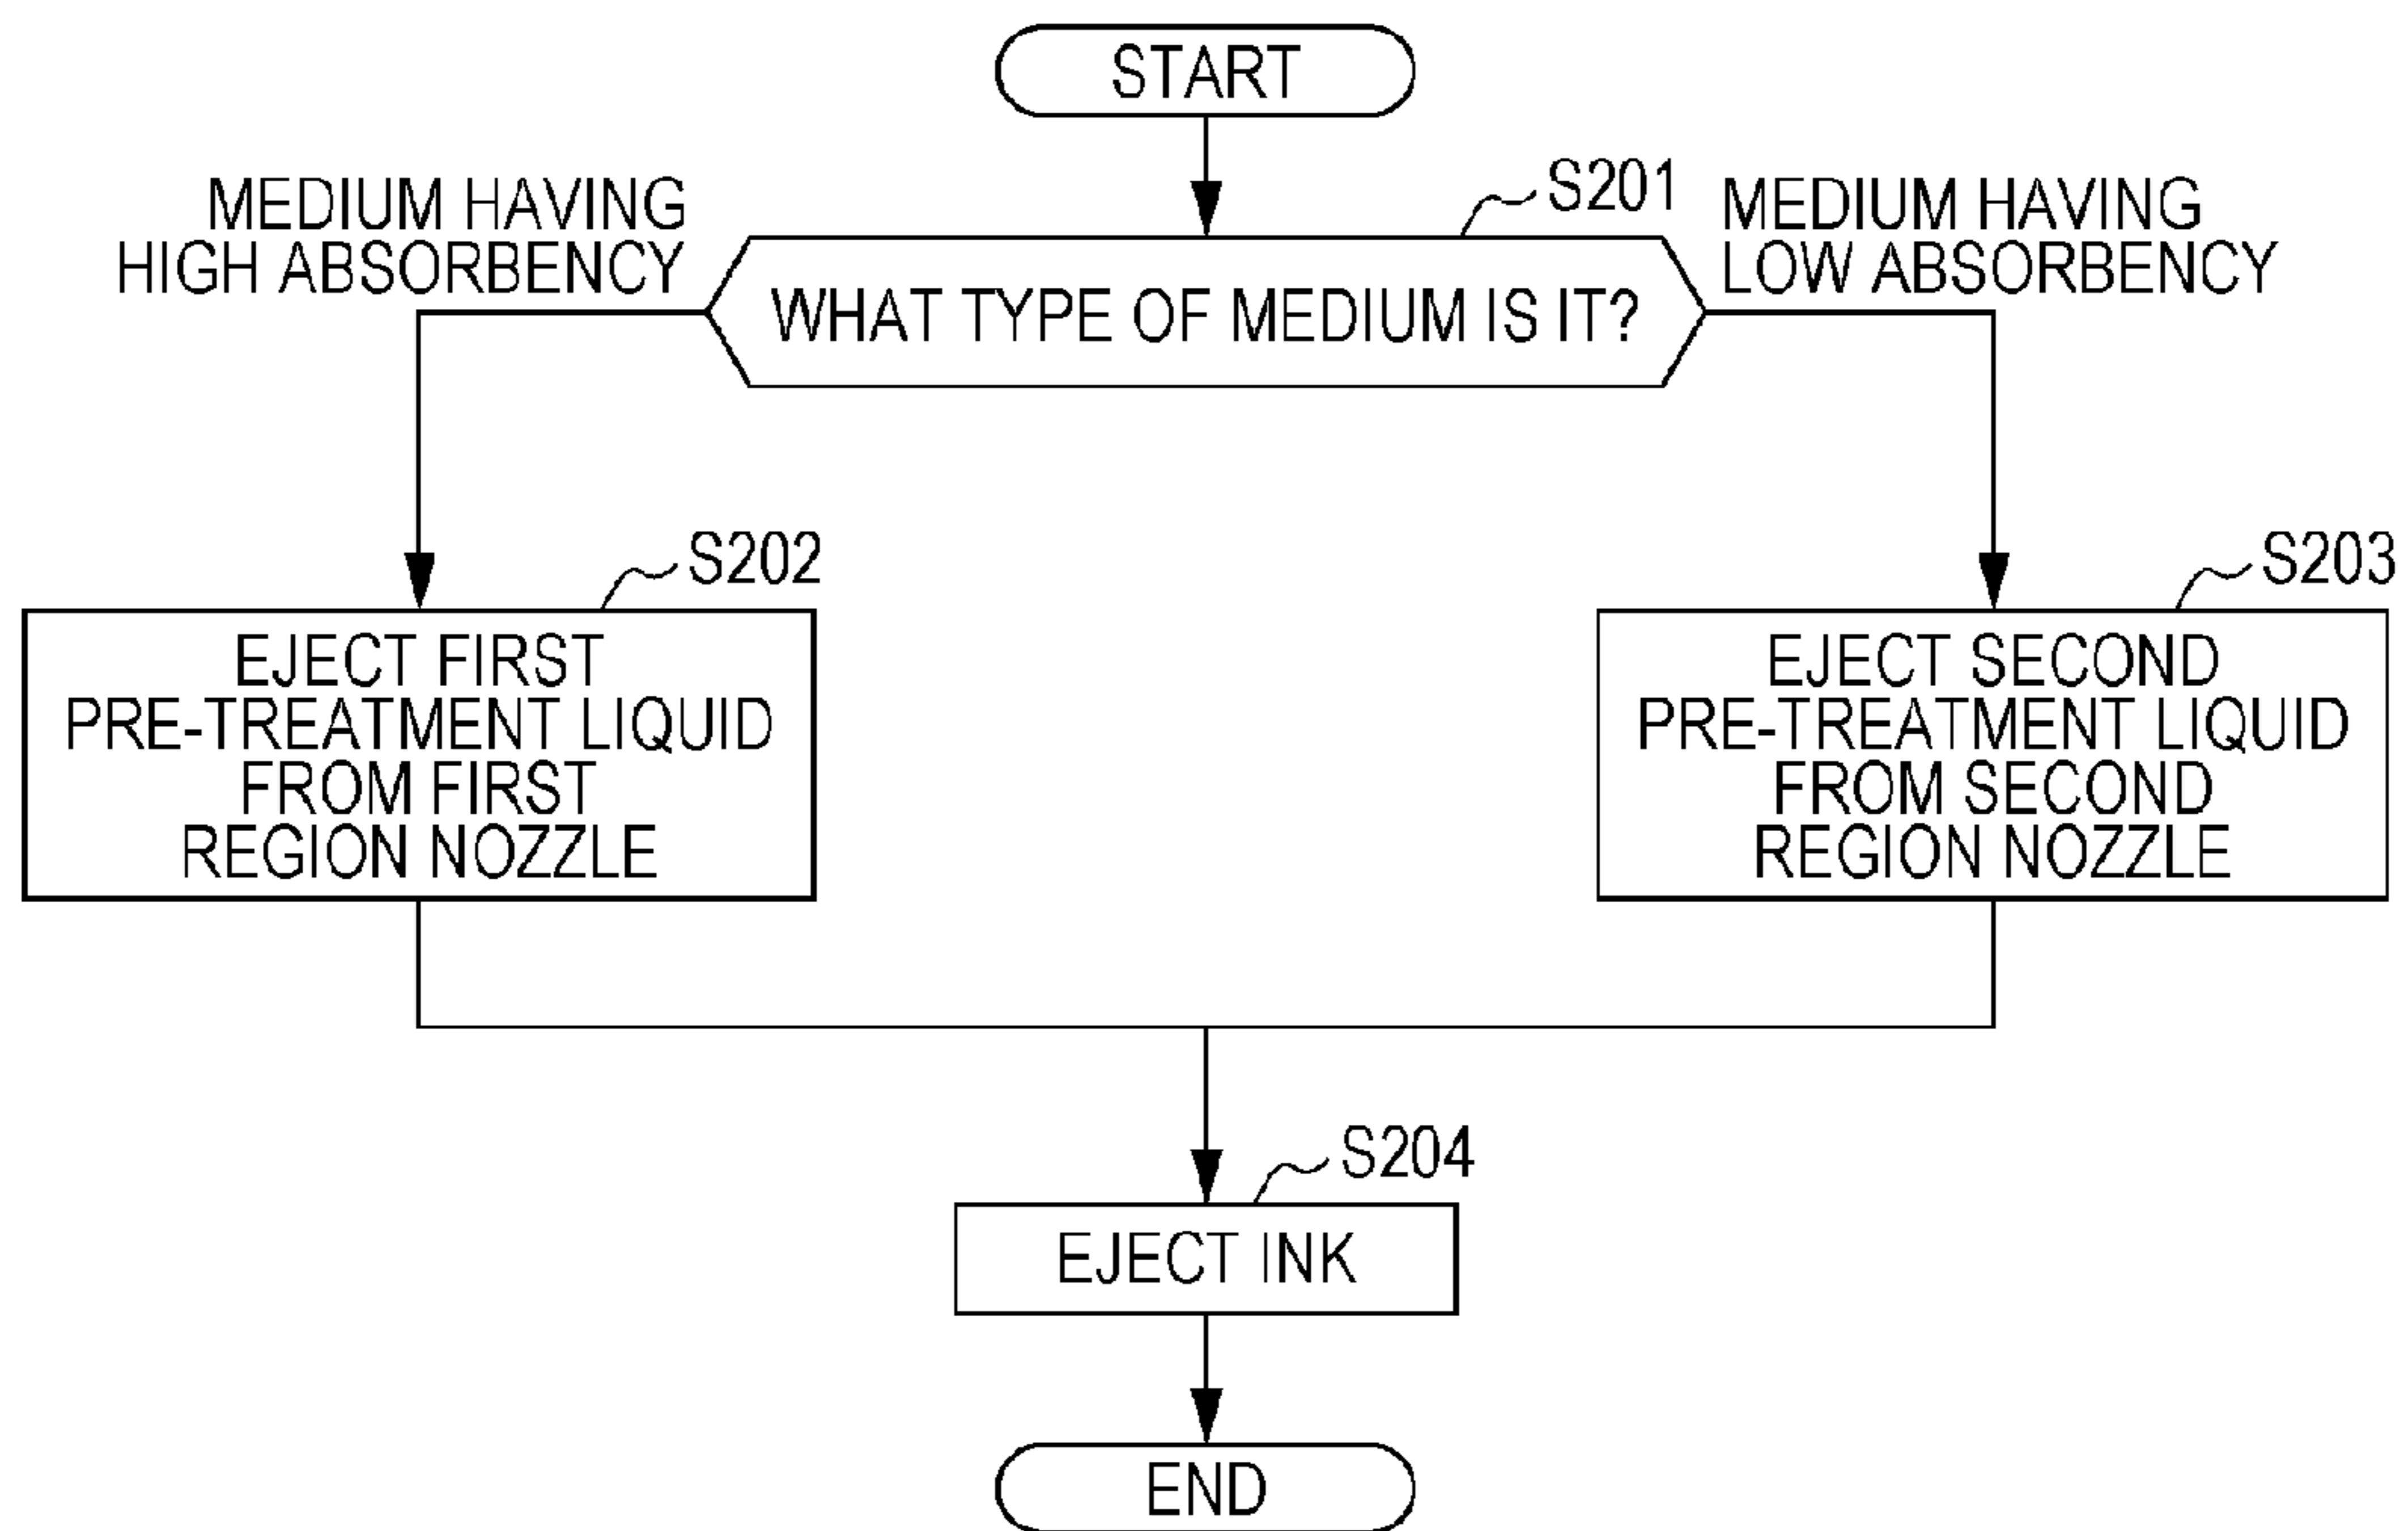 START
S201
MEDIUM HAVING
HIGH ABSORBENCY
WHAT TYPE OF MEDIUM IS IT?
MEDIUM HAVING
LOW ABSORBENCY
S202
EJECT FIRST
PRE-TREATMENT LIQUID
FROM FIRST
REGION NOZZLE
S203
EJECT SECOND
PRE-TREATMENT LIQUID
FROM SECOND
REGION NOZZLE
S204
EJECT INK
END